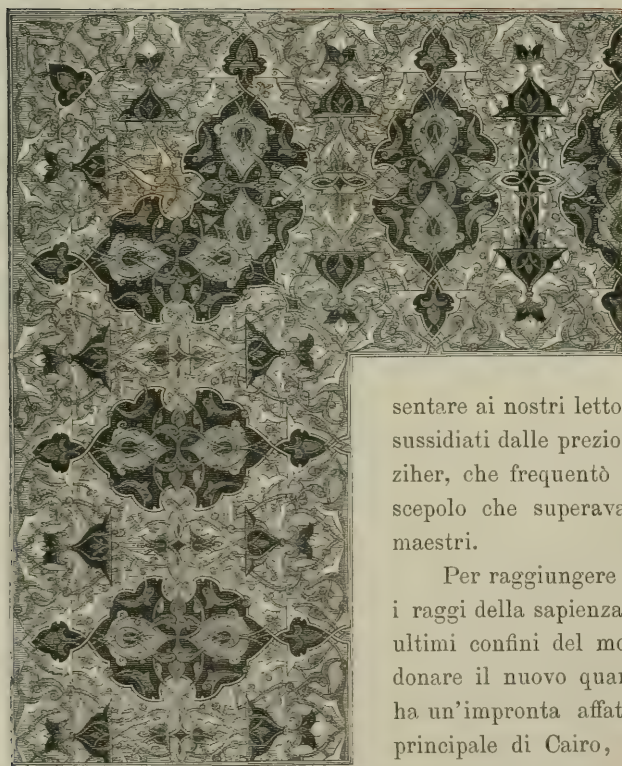 sentare ai nostri letto
sussidiati dalle prezio
ziher, che frequentò
scepolo che superava
maestri.
Per raggiungere
i raggi della sapienza
ultimi confini del mo
donare il nuovo quar
ha un'impronta affat
principale di Cairo,